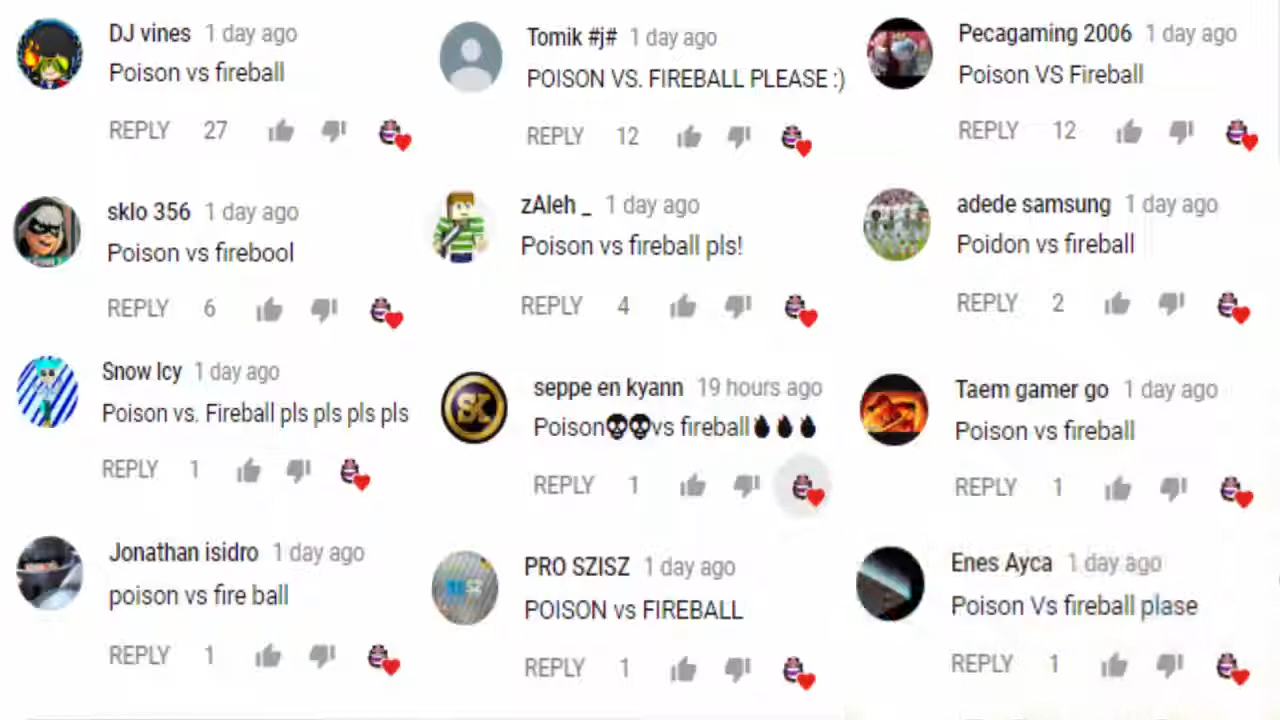 DJ vines 1 day ago
Poison vs fireball
REPLY 27
Tomik #j# 1 day ago
POISON VS. FIREBALL PLEASE :)
REPLY 12
Pecagaming 2006 1 day ago
Poison VS Fireball
REPLY 12
sklo 356 1 day ago
Poison vs firebool
REPLY 6
zAleh _ 1 day ago
Poison vs fireball pls!
REPLY 4
adede samsung 1 day ago
Poidon vs fireball
REPLY 2
Snow Icy 1 day ago
Poison vs. Fireball pls pls pls pls
REPLY 1
seppe en kyann 19 hours ago
Poison💀💀vs fireball🔥🔥🔥
REPLY 1
SK
Taem gamer go 1 day ago
Poison vs fireball
REPLY 1
Jonathan isidro 1 day ago
poison vs fire ball
REPLY 1
PRO SZISZ 1 day ago
POISON vs FIREBALL
REPLY 1
Enes Ayca 1 day ago
Poison Vs fireball plase
REPLY 1